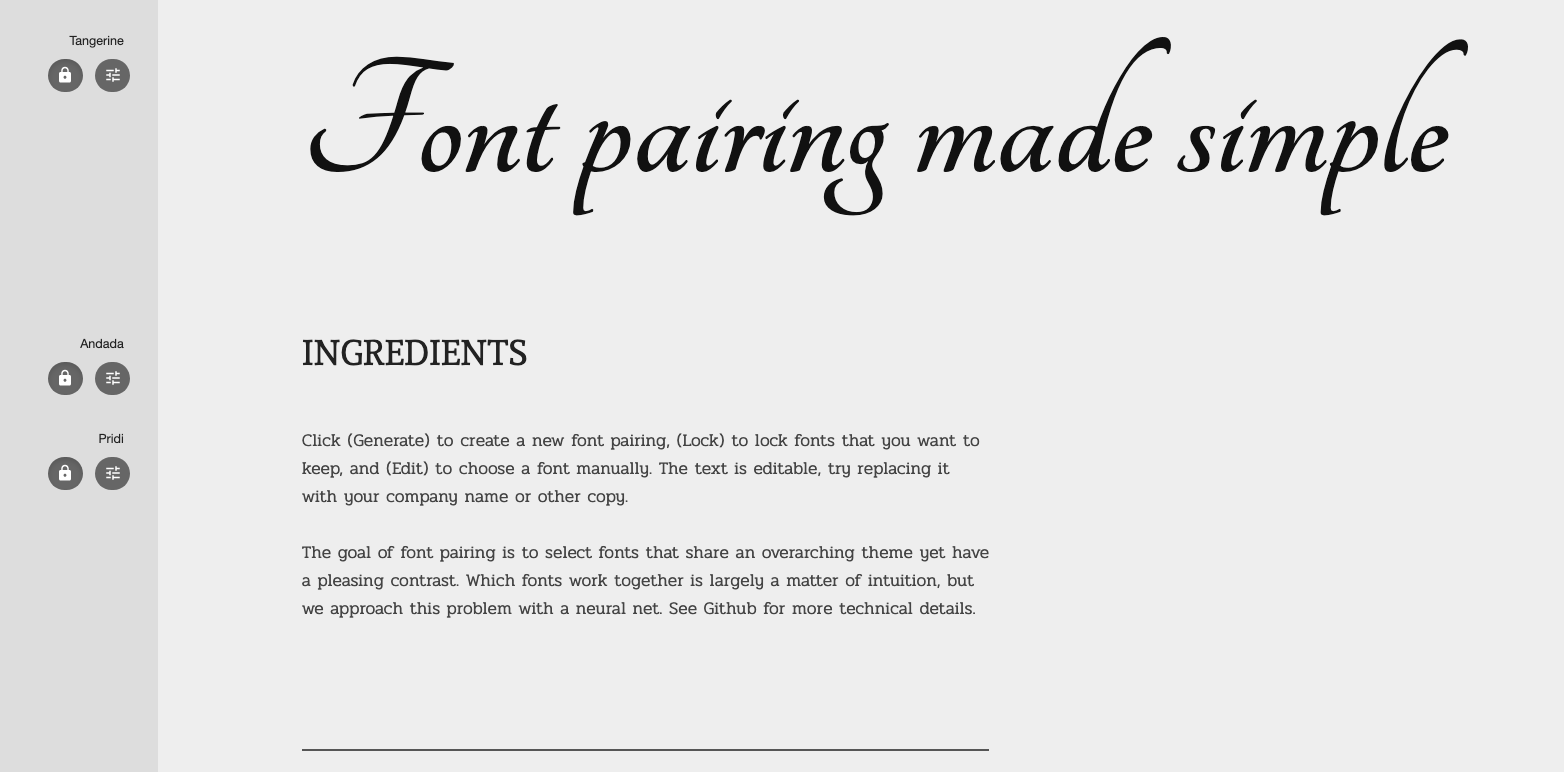 Tangerine
Font pairing made simple
Andada
INGREDIENTS
Pridi
Click (Generate) to create a new font pairing, (Lock) to lock fonts that you want to
keep, and (Edit) to choose a font manually. The text is editable, try replacing it
with your company name or other copy.
The goal of font pairing is to select fonts that share an overarching theme yet have
a pleasing contrast. Which fonts work together is largely a matter of intuition, but
we approach this problem with a neural net. See Github for more technical details.